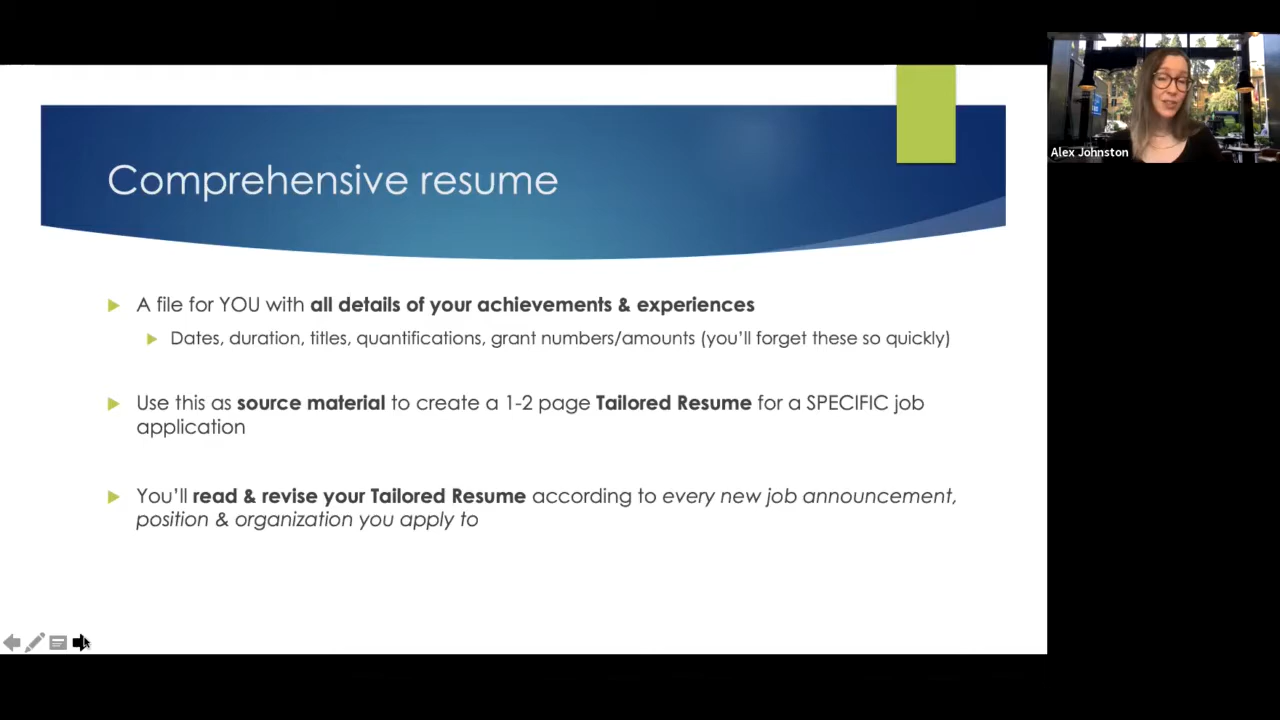 Comprehensive resume
A file for YOU with all details of your achievements & experiences
Dates, duration, titles, quantifications, grant numbers/amounts (you’ll forget these so quickly)
Use this as source material to create a 1-2 page Tailored Resume for a SPECIFIC job
application
You’ll read & revise your Tailored Resume according to every new job announcement,
position & organization you apply to
Alex Johnston